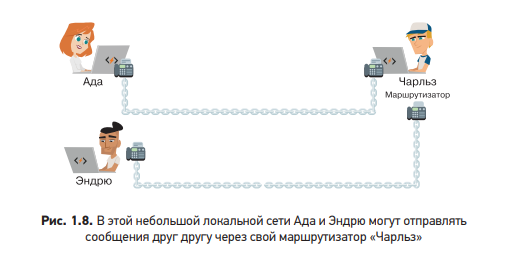 Ада
Чарльз
Маршрутизатор
Эндрю
Рис. 1.8. В этой небольшой локальной сети Ада и Эндрю могут отправлять
сообщения друг другу через свой маршрутизатор «Чарльз»